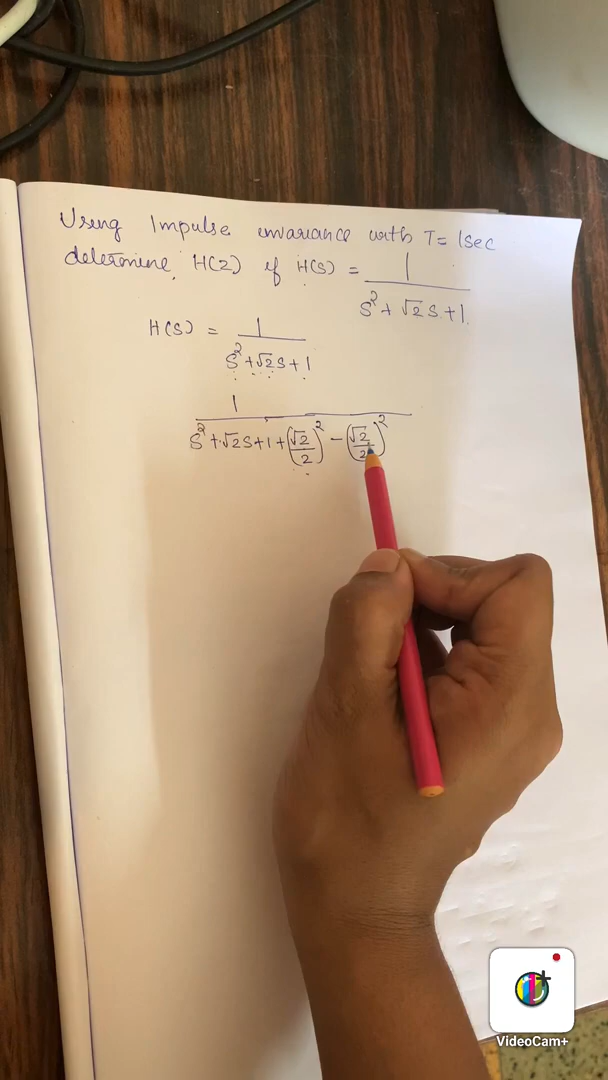 Using Impulse invariance with T= 1sec
determine, H(Z) if H(S) = 1 / S² + √2 S + 1.
H(S) = 1 / S² + √2 S + 1
1 / S² + √2 S + 1 + (√2/2)² − (√2/2)²
VideoCam+